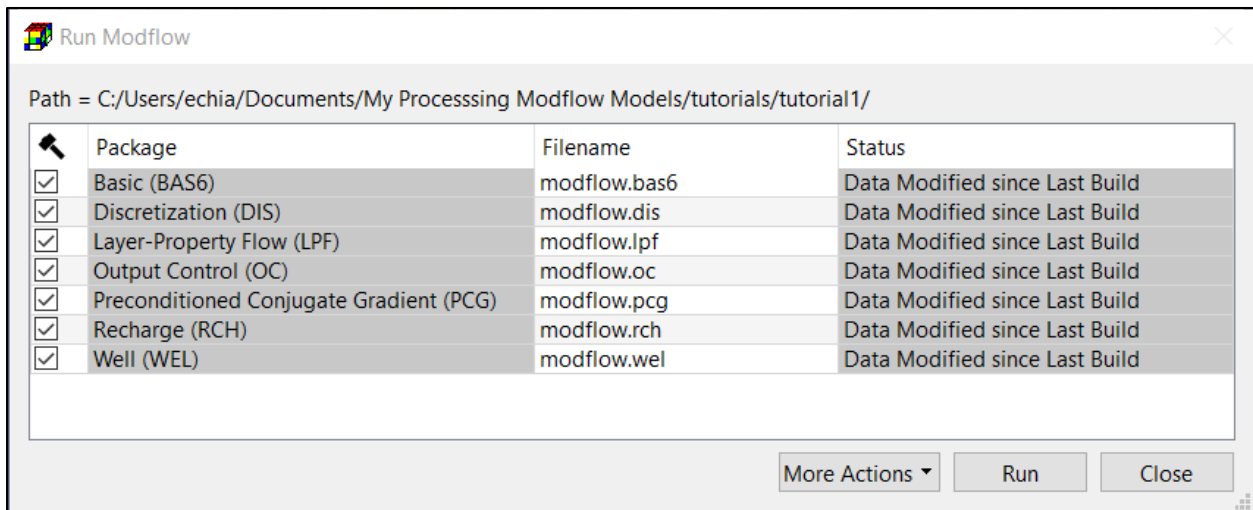 Run Modflow
Path = C:/Users/echia/Documents/My Processsing Modflow Models/tutorials/tutorial1/
Package Filename Status
Basic (BAS6) modflow.bas6 Data Modified since Last Build
Discretization (DIS) modflow.dis Data Modified since Last Build
Layer-Property Flow (LPF) modflow.lpf Data Modified since Last Build
Output Control (OC) modflow.oc Data Modified since Last Build
Preconditioned Conjugate Gradient (PCG) modflow.pcg Data Modified since Last Build
Recharge (RCH) modflow.rch Data Modified since Last Build
Well (WEL) modflow.wel Data Modified since Last Build
More Actions Run Close